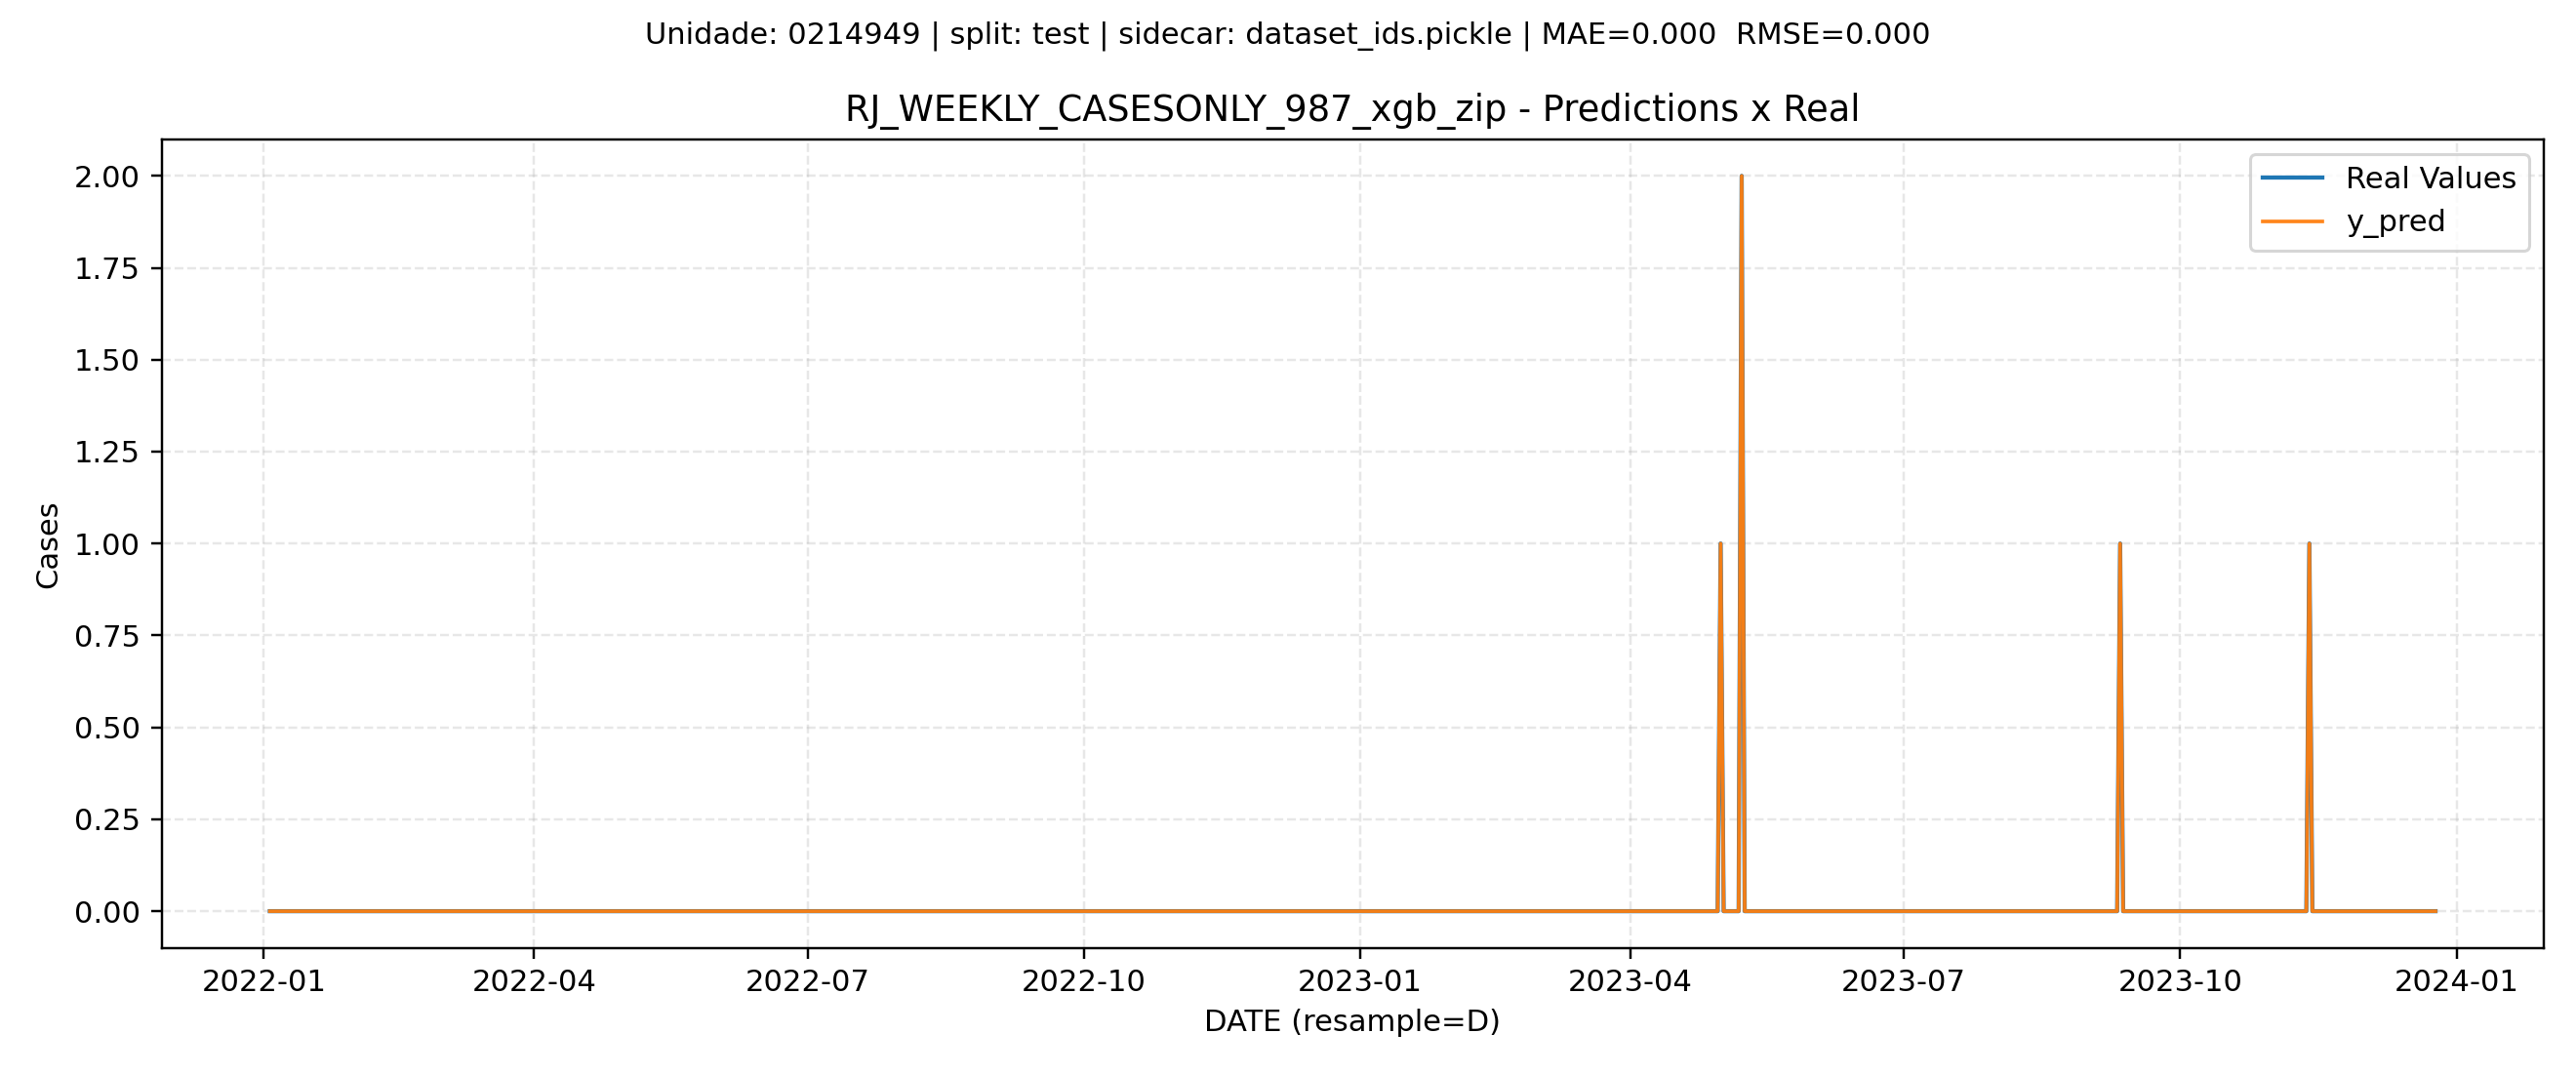 Unidade: 0214949 | split: test | sidecar: dataset_ids.pickle | MAE=0.000  RMSE=0.000
RJ_WEEKLY_CASESONLY_987_xgb_zip - Predictions x Real
Real Values
y_pred
Cases
2.00
1.75
1.50
1.25
1.00
0.75
0.50
0.25
0.00
2022-01 2022-04 2022-07 2022-10 2023-01 2023-04 2023-07 2023-10 2024-01
DATE (resample=D)